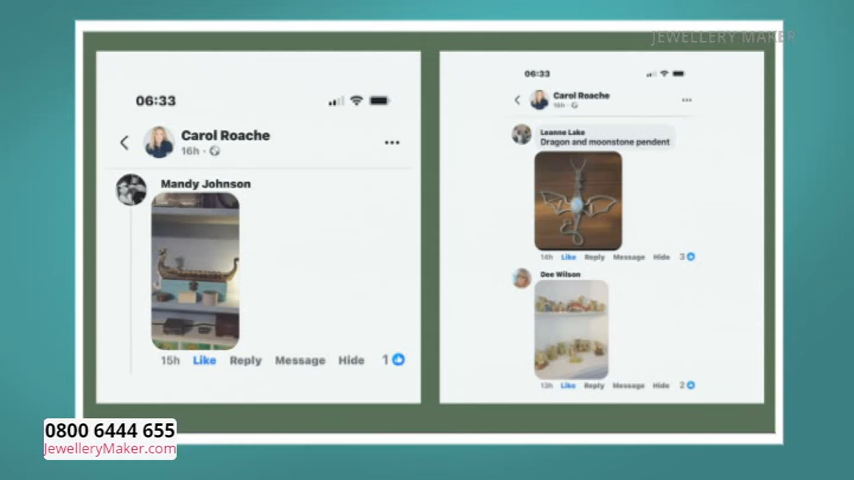 JEWELLERY MAKER
06:33
Carol Roache
16h
Mandy Johnson
15h Like Reply Message Hide 1
06:33
Carol Roache
16h
Leanne Lake
Dragon and moonstone pendent
14h Like Reply Message Hide 3
Dee Wilson
13h Like Reply Message Hide 2
0800 6444 655
JewelleryMaker.com